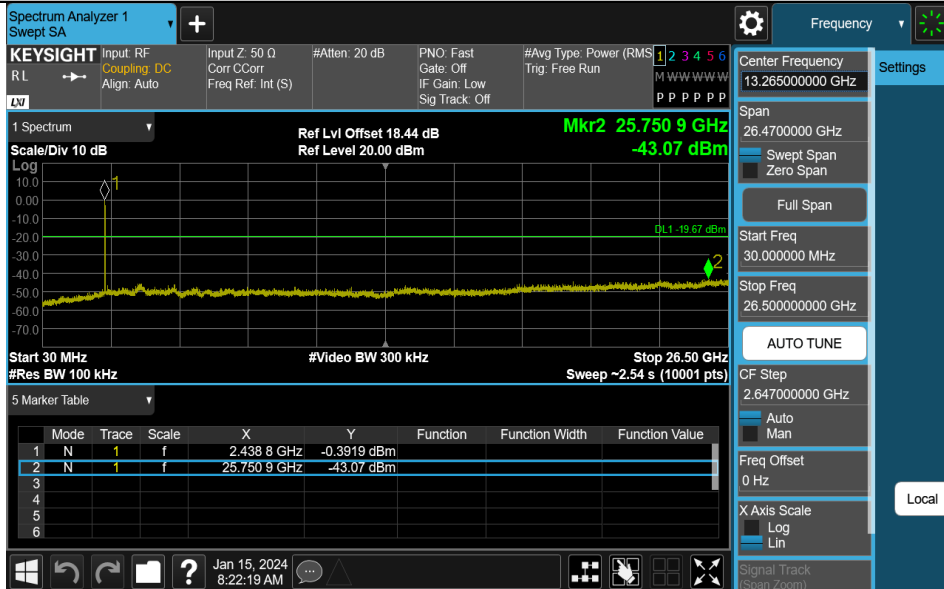 Spectrum Analyzer 1
Swept SA
+
Frequency
KEYSIGHT
R L
LXI
Input: RF
Coupling: DC
Align: Auto
Input Z: 50 Ω
Corr CCorr
Freq Ref: Int (S)
#Atten: 20 dB
PNO: Fast
Gate: Off
IF Gain: Low
Sig Track: Off
#Avg Type: Power (RMS
Trig: Free Run
1 2 3 4 5 6
M W W W W W
P P P P P P
1 Spectrum
Scale/Div 10 dB
Ref Lvl Offset 18.44 dB
Ref Level 20.00 dBm
Mkr2 25.750 9 GHz
-43.07 dBm
Log
10.0
0.00
-10.0
-20.0
-30.0
-40.0
-50.0
-60.0
-70.0
1
DL1 -19.67 dBm
2
Start 30 MHz
#Res BW 100 kHz
#Video BW 300 kHz
Stop 26.50 GHz
Sweep ~2.54 s (10001 pts)
5 Marker Table
Mode Trace Scale X Y Function Function Width Function Value
1 N 1 f 2.438 8 GHz -0.3919 dBm
2 N 1 f 25.750 9 GHz -43.07 dBm
3
4
5
6
?
Jan 15, 2024
8:22:19 AM
Center Frequency
13.265000000 GHz
Span
26.4700000 GHz
Swept Span
Zero Span
Full Span
Start Freq
30.000000 MHz
Stop Freq
26.500000000 GHz
AUTO TUNE
CF Step
2.647000000 GHz
Auto
Man
Freq Offset
0 Hz
X Axis Scale
Log
Lin
Signal Track
(Span Zoom)
Settings
Local